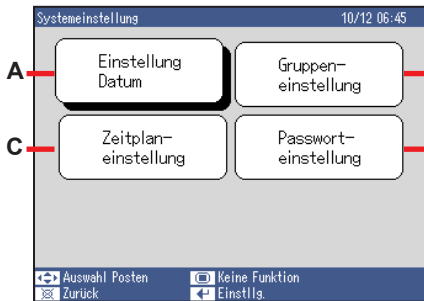 Systemeinstellung 10/12 06:45
A
Einstellung
Datum
Gruppen-
einstellung
C
Zeitplan-
einstellung
Passwort-
einstellung
Auswahl Posten Keine Funktion
Zurück Einstllg.